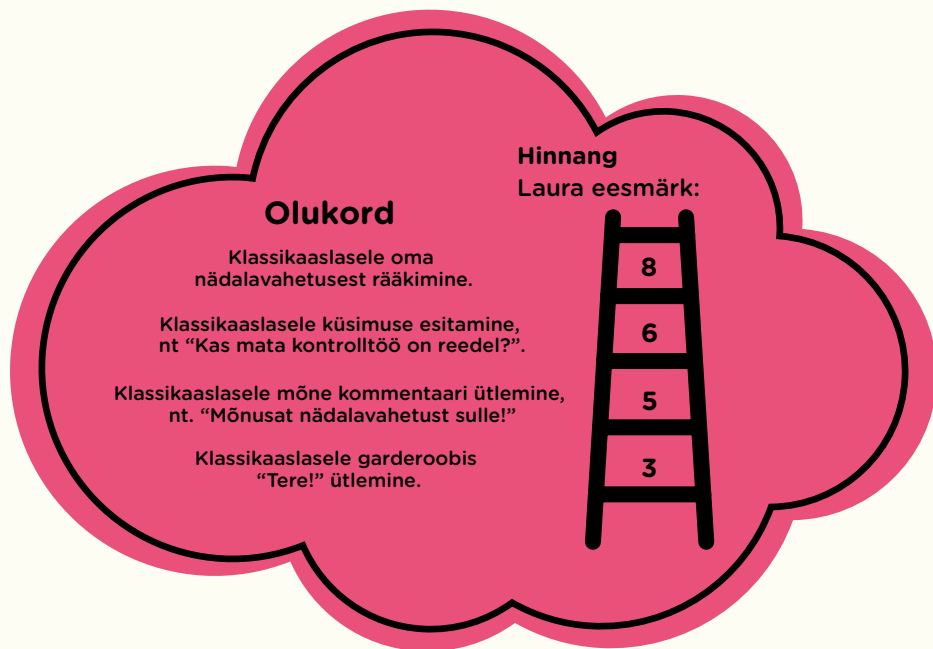 Hinnang
Laura eesmärk:
Olukord
Klassikaaslasele oma
nädalavahetusest rääkimine.
8
Klassikaaslasele küsimuse esitamine,
nt “Kas mata kontrolltöö on reedel?”.
6
Klassikaaslasele mõne kommentaari ütlemine,
nt. “Mõnusat nädalavahetust sulle!”
5
Klassikaaslasele garderoobis
“Tere!” ütlemine.
3